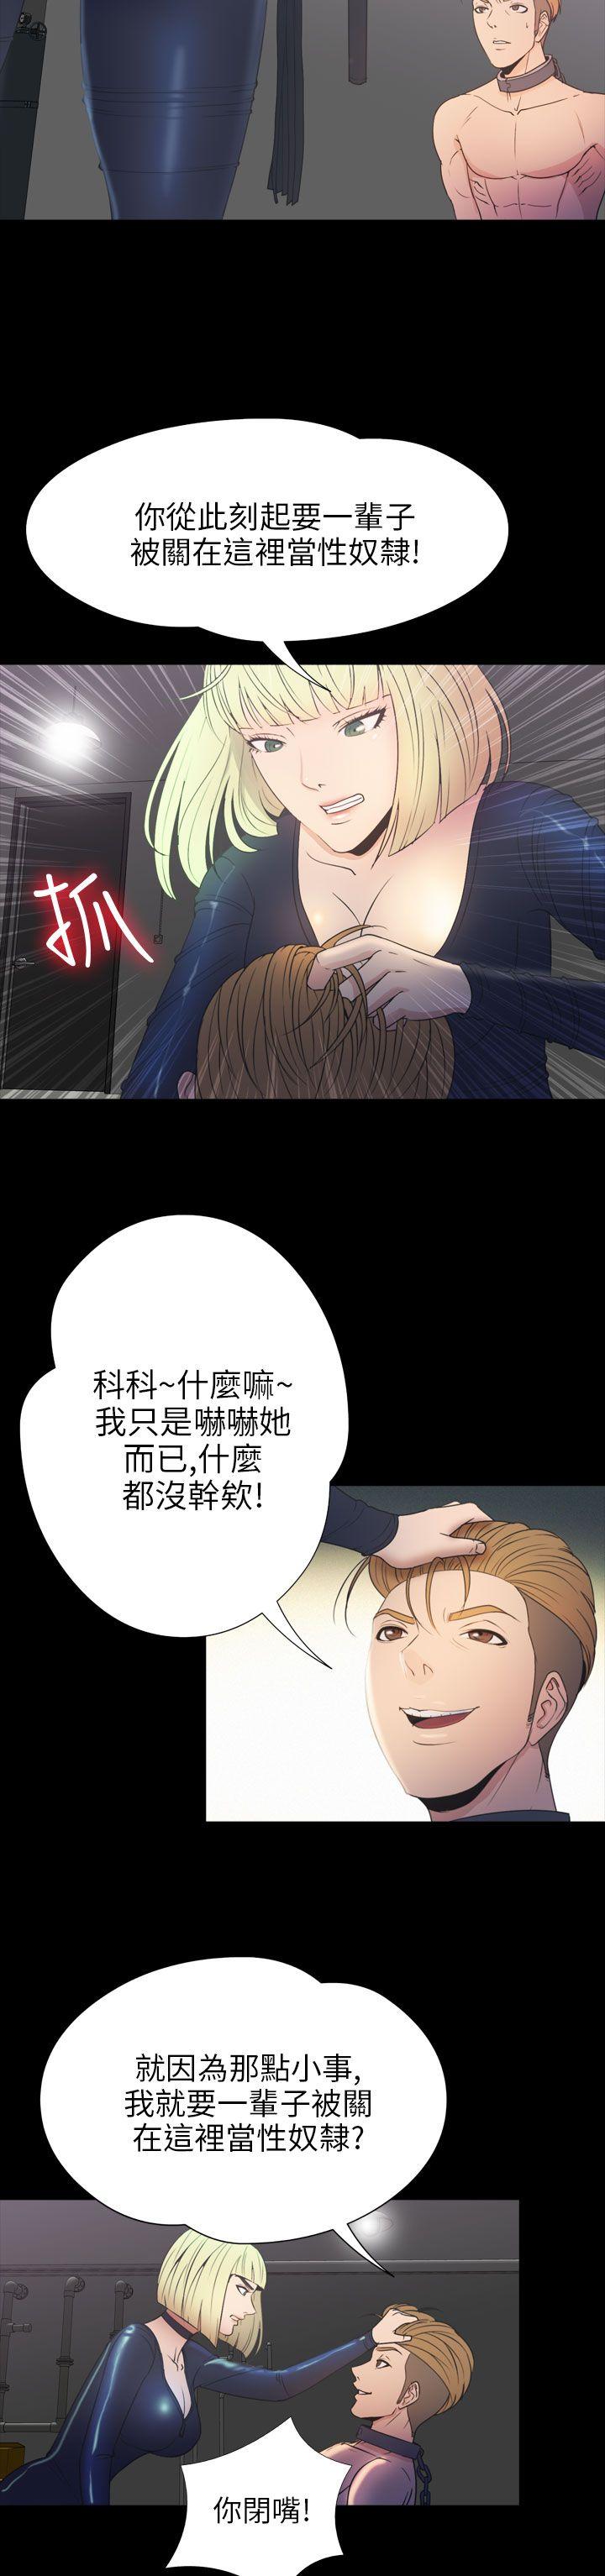 你從此刻起要一輩子
被關在這裡當性奴隸!
抓
科科~什麼嘛~
我只是嚇嚇她
而已,什麼
都沒幹欸!
就因為那點小事,
我就要一輩子被關
在這裡當性奴隸?
你閉嘴!